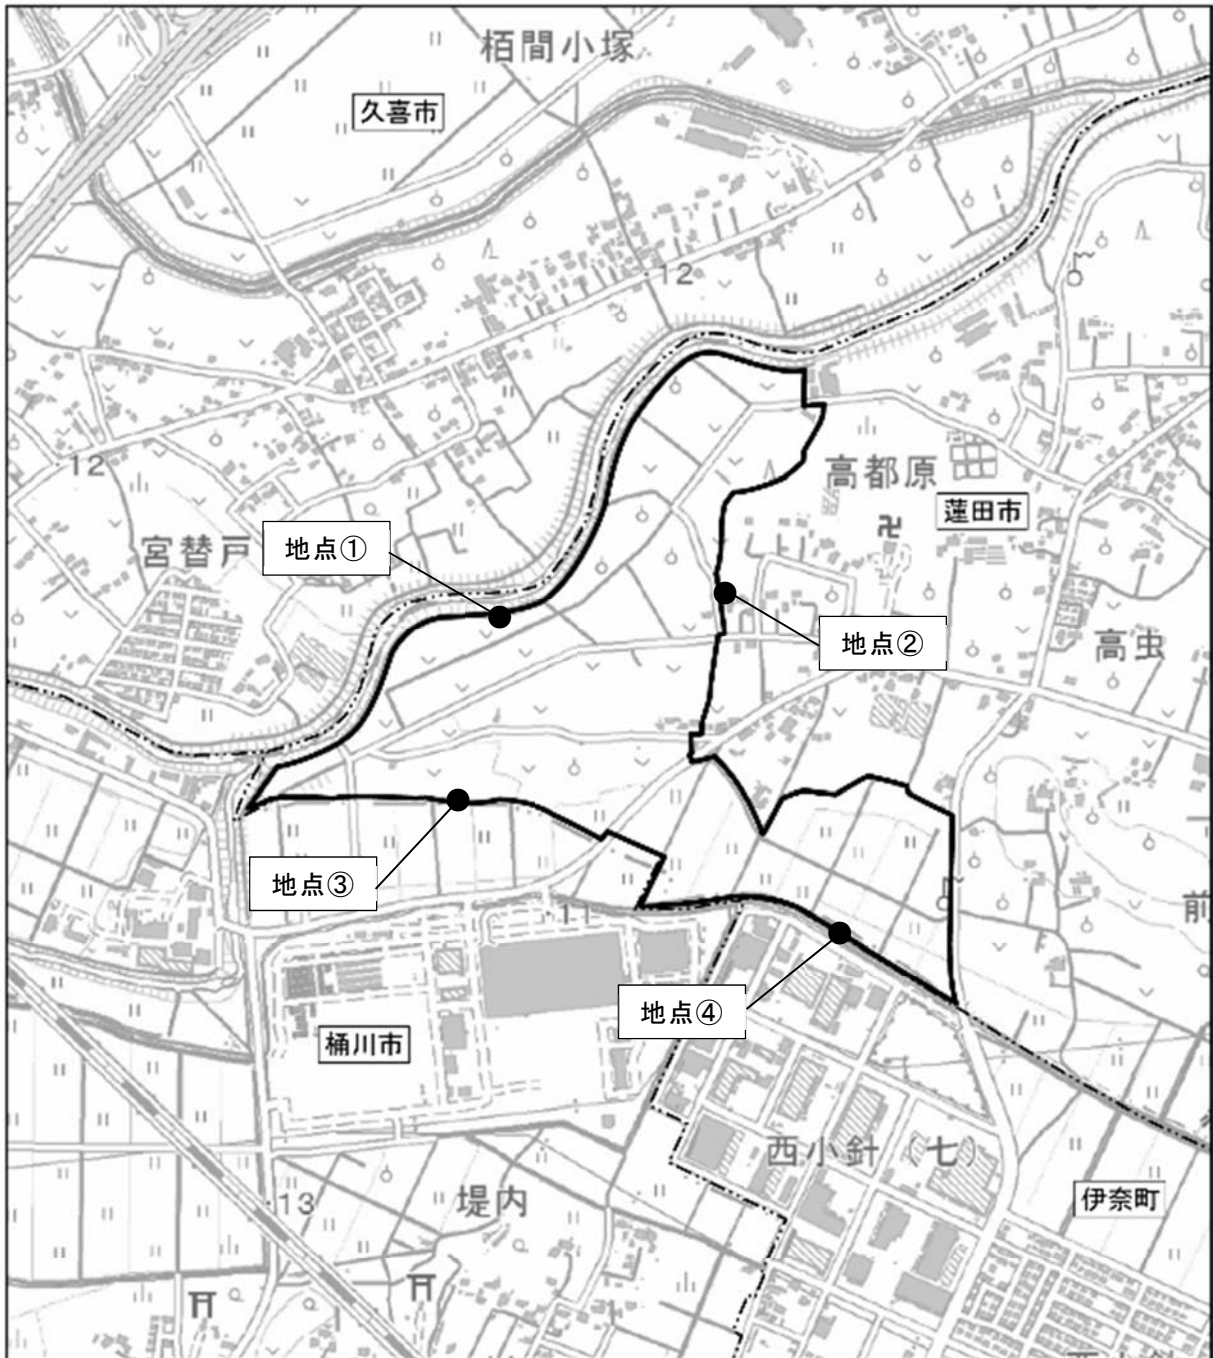 栢間小塚
久喜市
12
12
高都原
蓮田市
宮替戸
地点①
地点②
高虫
地点③
前
11
地点④
桶川市
西小針(七)
堤内
伊奈町
13